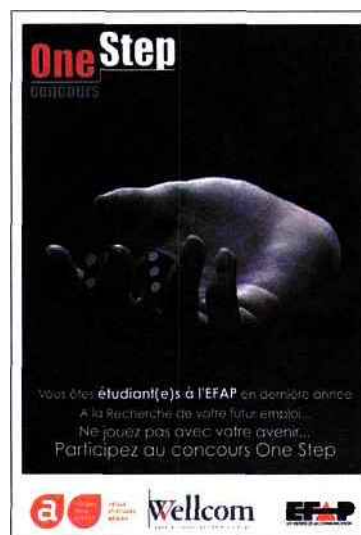 One Step
concours
Vous êtes étudiant(e)s à l'EFAP en dernière année
A la Recherche de votre futur emploi...
Ne jouez pas avec votre avenir...
Participez au concours One Step
a
Wellcom
EFAP